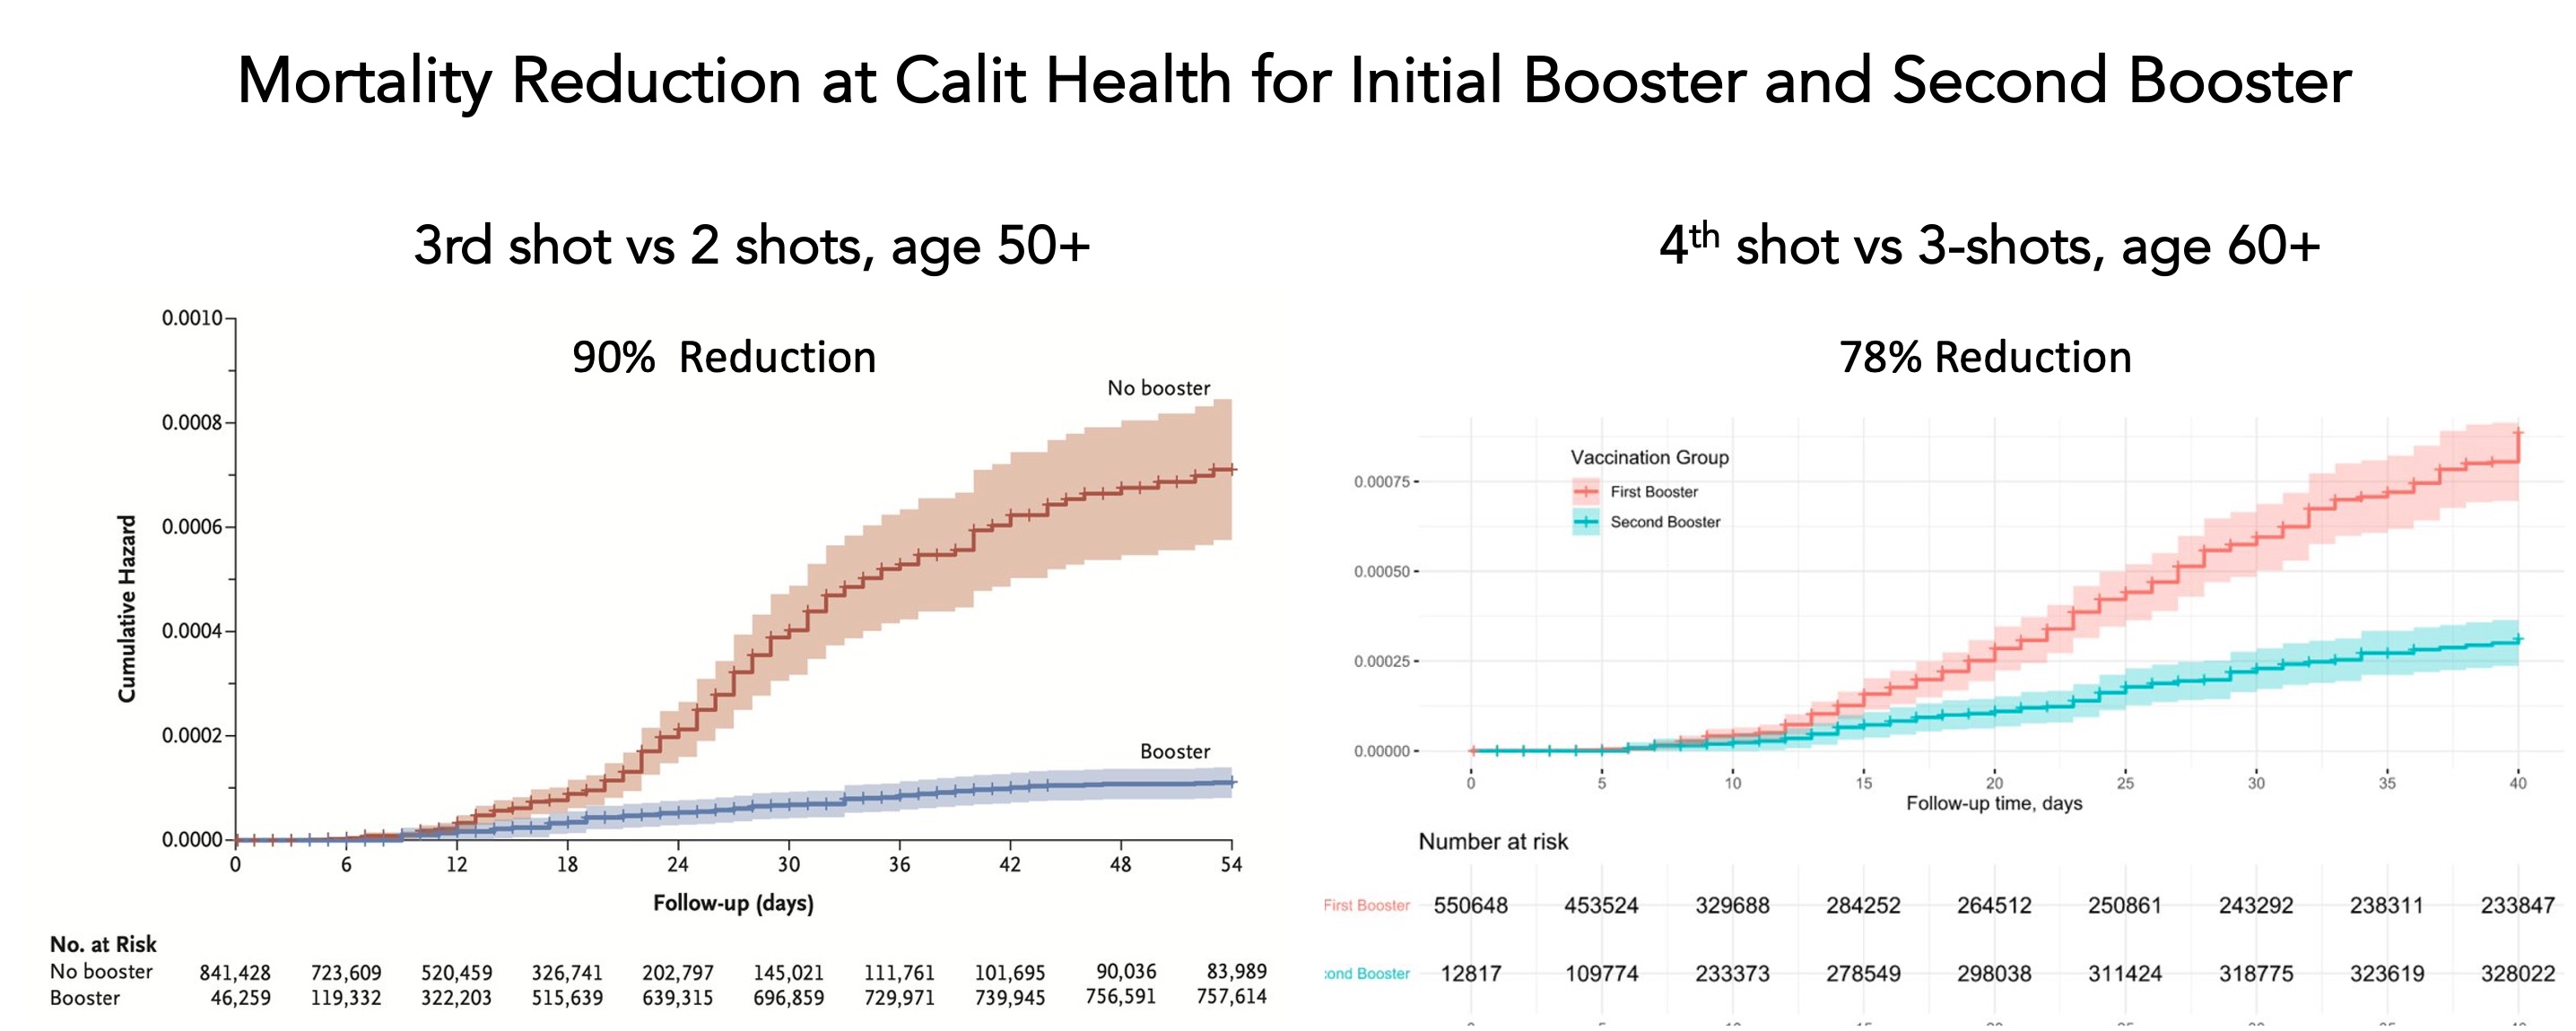 Mortality Reduction at Calit Health for Initial Booster and Second Booster
3rd shot vs 2 shots, age 50+
90% Reduction
No booster
Booster
Cumulative Hazard
0.0010
0.0008
0.0006
0.0004
0.0002
0.0000
0 6 12 18 24 30 36 42 48 54
Follow-up (days)
No. at Risk
No booster 841,428 723,609 520,459 326,741 202,797 145,021 111,761 101,695 90,036 83,989
Booster 46,259 119,332 322,203 515,639 639,315 696,859 729,971 739,945 756,591 757,614
4th shot vs 3-shots, age 60+
78% Reduction
Vaccination Group
First Booster
Second Booster
0.00075
0.00050
0.00025
0.00000
0 5 10 15 20 25 30 35 40
Follow-up time, days
Number at risk
First Booster 550648 453524 329688 284252 264512 250861 243292 238311 233847
cond Booster 12817 109774 233373 278549 298038 311424 318775 323619 328022